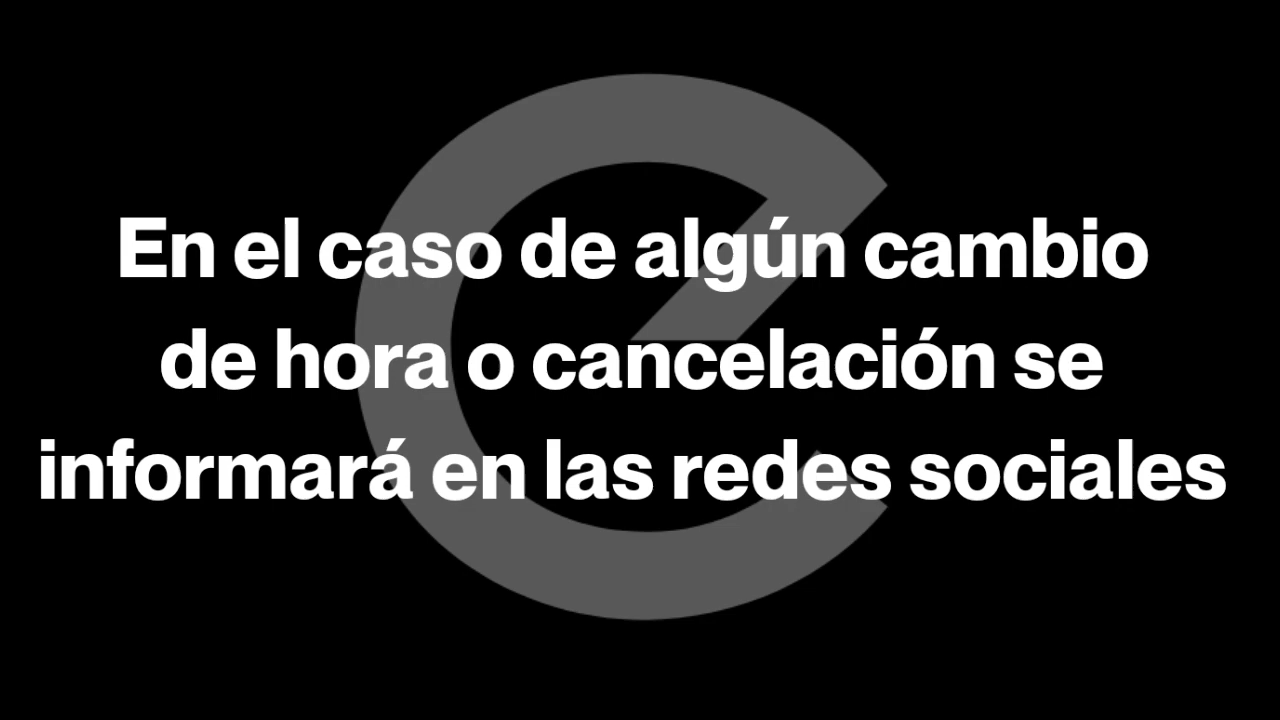 En el caso de algún cambio
de hora o cancelación se
informará en las redes sociales